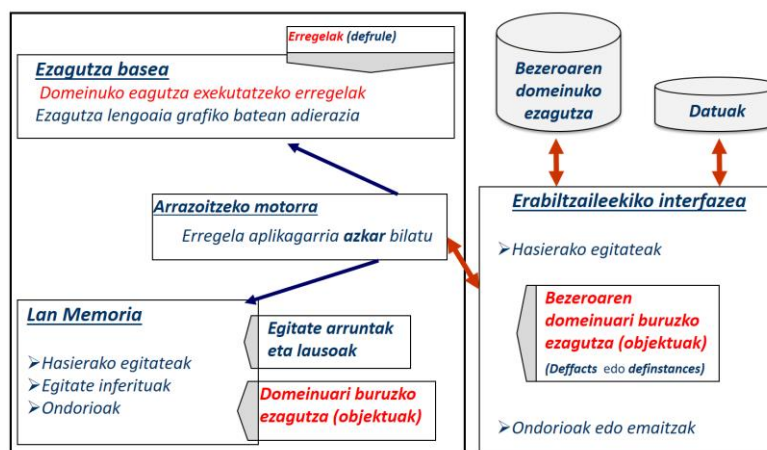 Erregelak (defrule)
Ezagutza basea
Domeinuko eagutza exekutatzeko erregelak
Ezagutza lengoaia grafiko batean adierazia
Arrazoitzeko motorra
Erregela aplikagarria azkar bilatu
Lan Memoria
➢Hasierako egitateak
➢Egitate inferituak
➢Ondorioak
Egitate arruntak
eta lausoak
Domeinuari buruzko
ezagutza (objektuak)
Bezeroaren
domeinuko
ezagutza
Datuak
Erabiltzaileekiko interfazea
➢Hasierako egitateak
Bezeroaren
domeinuari buruzko
ezagutza (objektuak)
(Deffacts edo definstances)
➢Ondorioak edo emaitzak